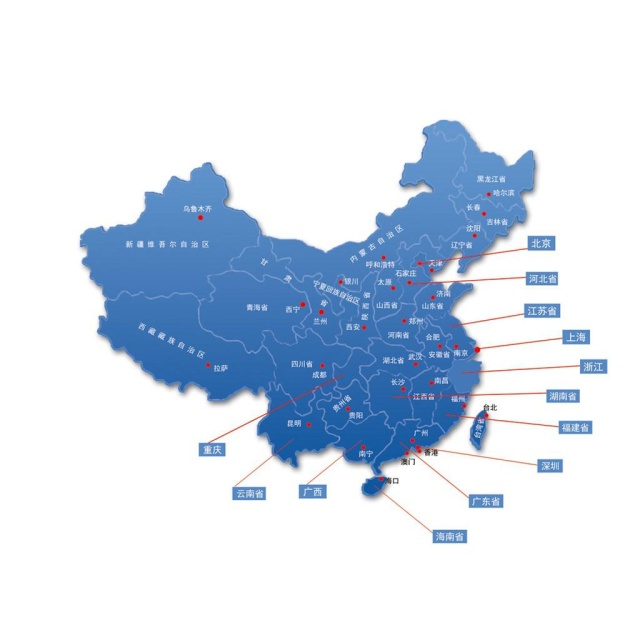 黑龙江省
哈尔滨
乌鲁木齐
长春
吉林省
沈阳
内蒙古自治区
新疆维吾尔自治区
辽宁省
北京
甘肃省
呼和浩特
天津
石家庄
河北省
银川
太原
宁夏回族自治区
济南
青海省
西宁
山西省
山东省
江苏省
兰州
陕西省
郑州
西安
河南省
合肥
上海
西藏藏族自治区
安徽省
南京
湖北省
武汉
四川省
拉萨
浙江
成都
南昌
长沙
湖南省
江西省
福州
贵州省
台北
贵阳
昆明
台湾省
福建省
广州
重庆
南宁
香港
澳门
深圳
海口
云南省
广西
广东省
海南省